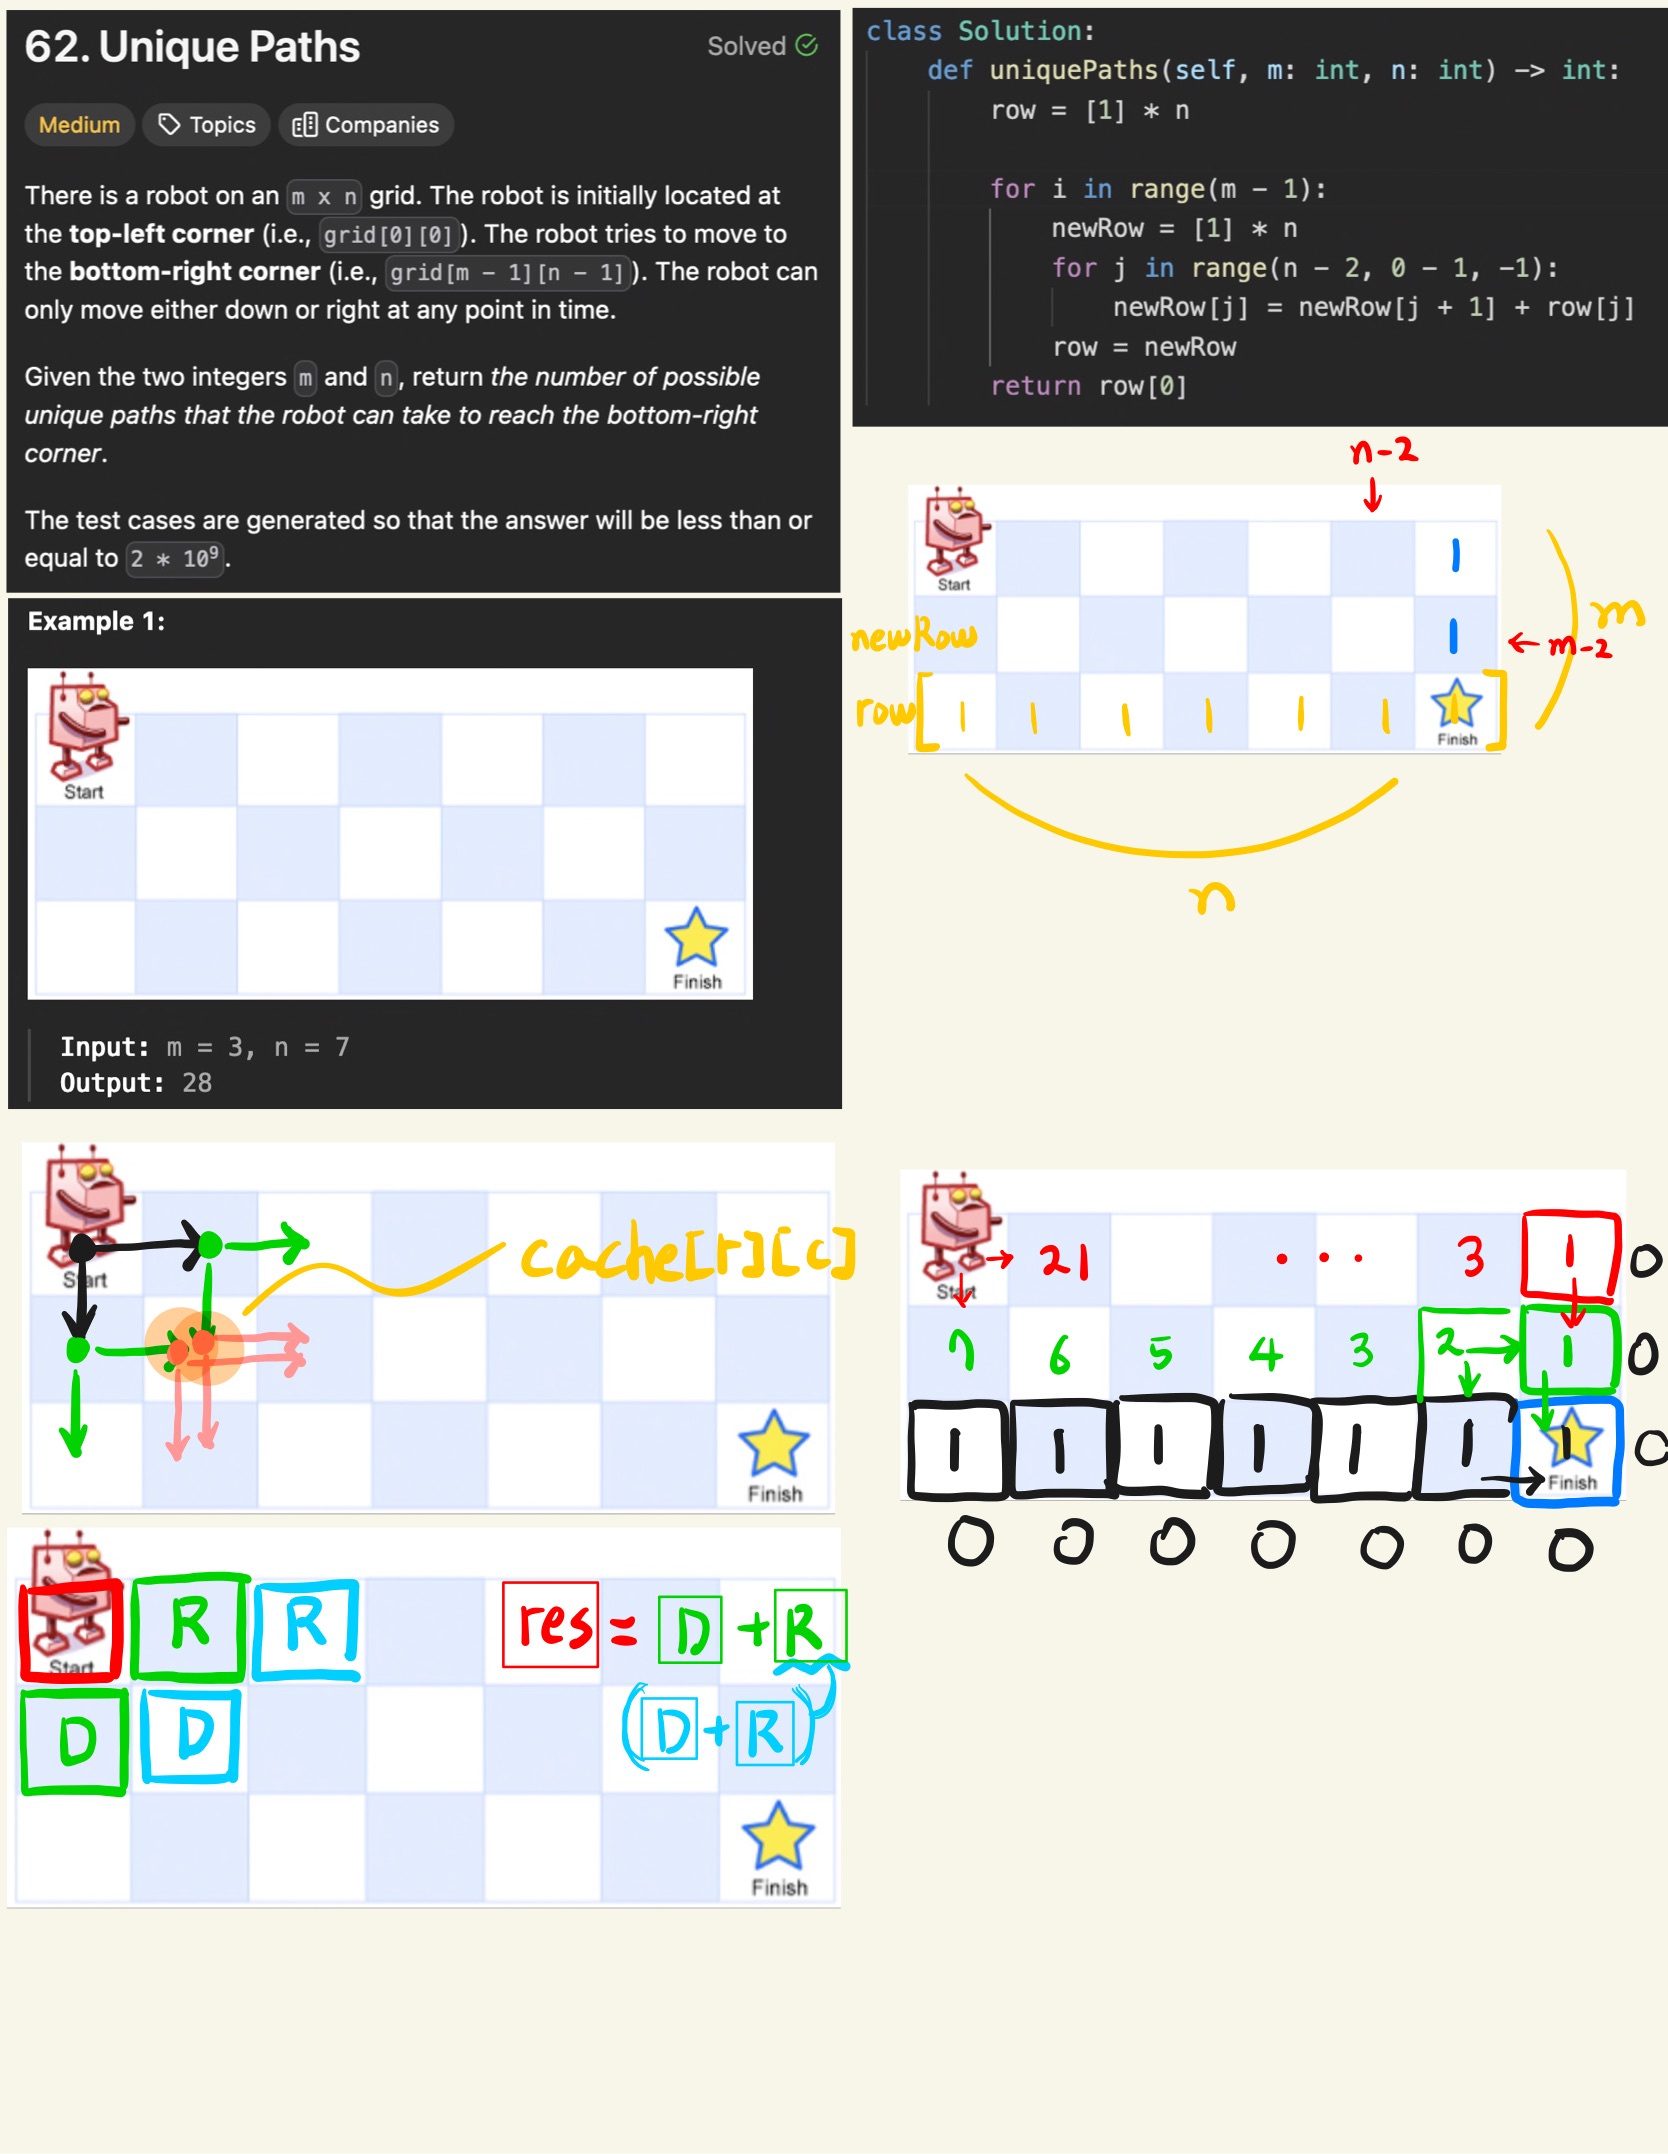 62. Unique Paths
Solved
Medium
Topics
Companies
There is a robot on an m x n grid. The robot is initially located at
the top-left corner (i.e., grid[0][0]). The robot tries to move to
the bottom-right corner (i.e., grid[m - 1][n - 1]). The robot can
only move either down or right at any point in time.
Given the two integers m and n, return the number of possible
unique paths that the robot can take to reach the bottom-right
corner.
The test cases are generated so that the answer will be less than or
equal to 2 * 10⁹.
Example 1:
Start
Finish
Input: m = 3, n = 7
Output: 28
class Solution:
def uniquePaths(self, m: int, n: int) -> int:
row = [1] * n
for i in range(m - 1):
newRow = [1] * n
for j in range(n - 2, 0 - 1, -1):
newRow[j] = newRow[j + 1] + row[j]
row = newRow
return row[0]
n-2
Start
1
newRow
1
← m-2
m
row [ 1 1 1 1 1 1 1 ]
Finish
n
Start
cache[r][c]
Finish
Start
R R
res = D + R
D D
(D + R)
Finish
Start
21 ... 3 1 0
7 6 5 4 3 2 1 0
1 1 1 1 1 1 1 0
Finish
0 0 0 0 0 0 0